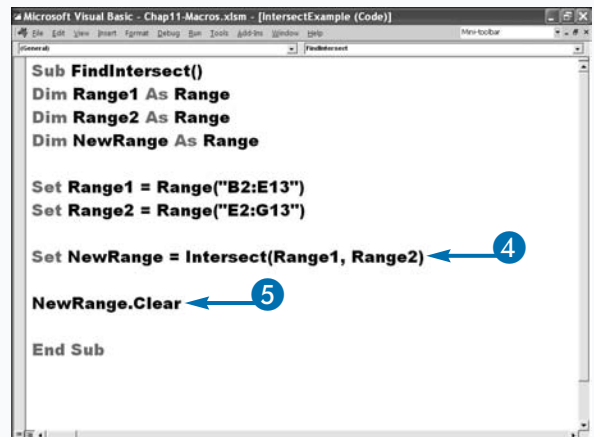 Microsoft Visual Basic - Chap11-Macros.xlsm - [IntersectExample (Code)]
File Edit View Insert Format Debug Run Tools Add-Ins Window Help
Mini-toolbar
(General) FindIntersect
Sub FindIntersect()
Dim Range1 As Range
Dim Range2 As Range
Dim NewRange As Range
Set Range1 = Range("B2:E13")
Set Range2 = Range("E2:G13")
Set NewRange = Intersect(Range1, Range2) 4
NewRange.Clear 5
End Sub